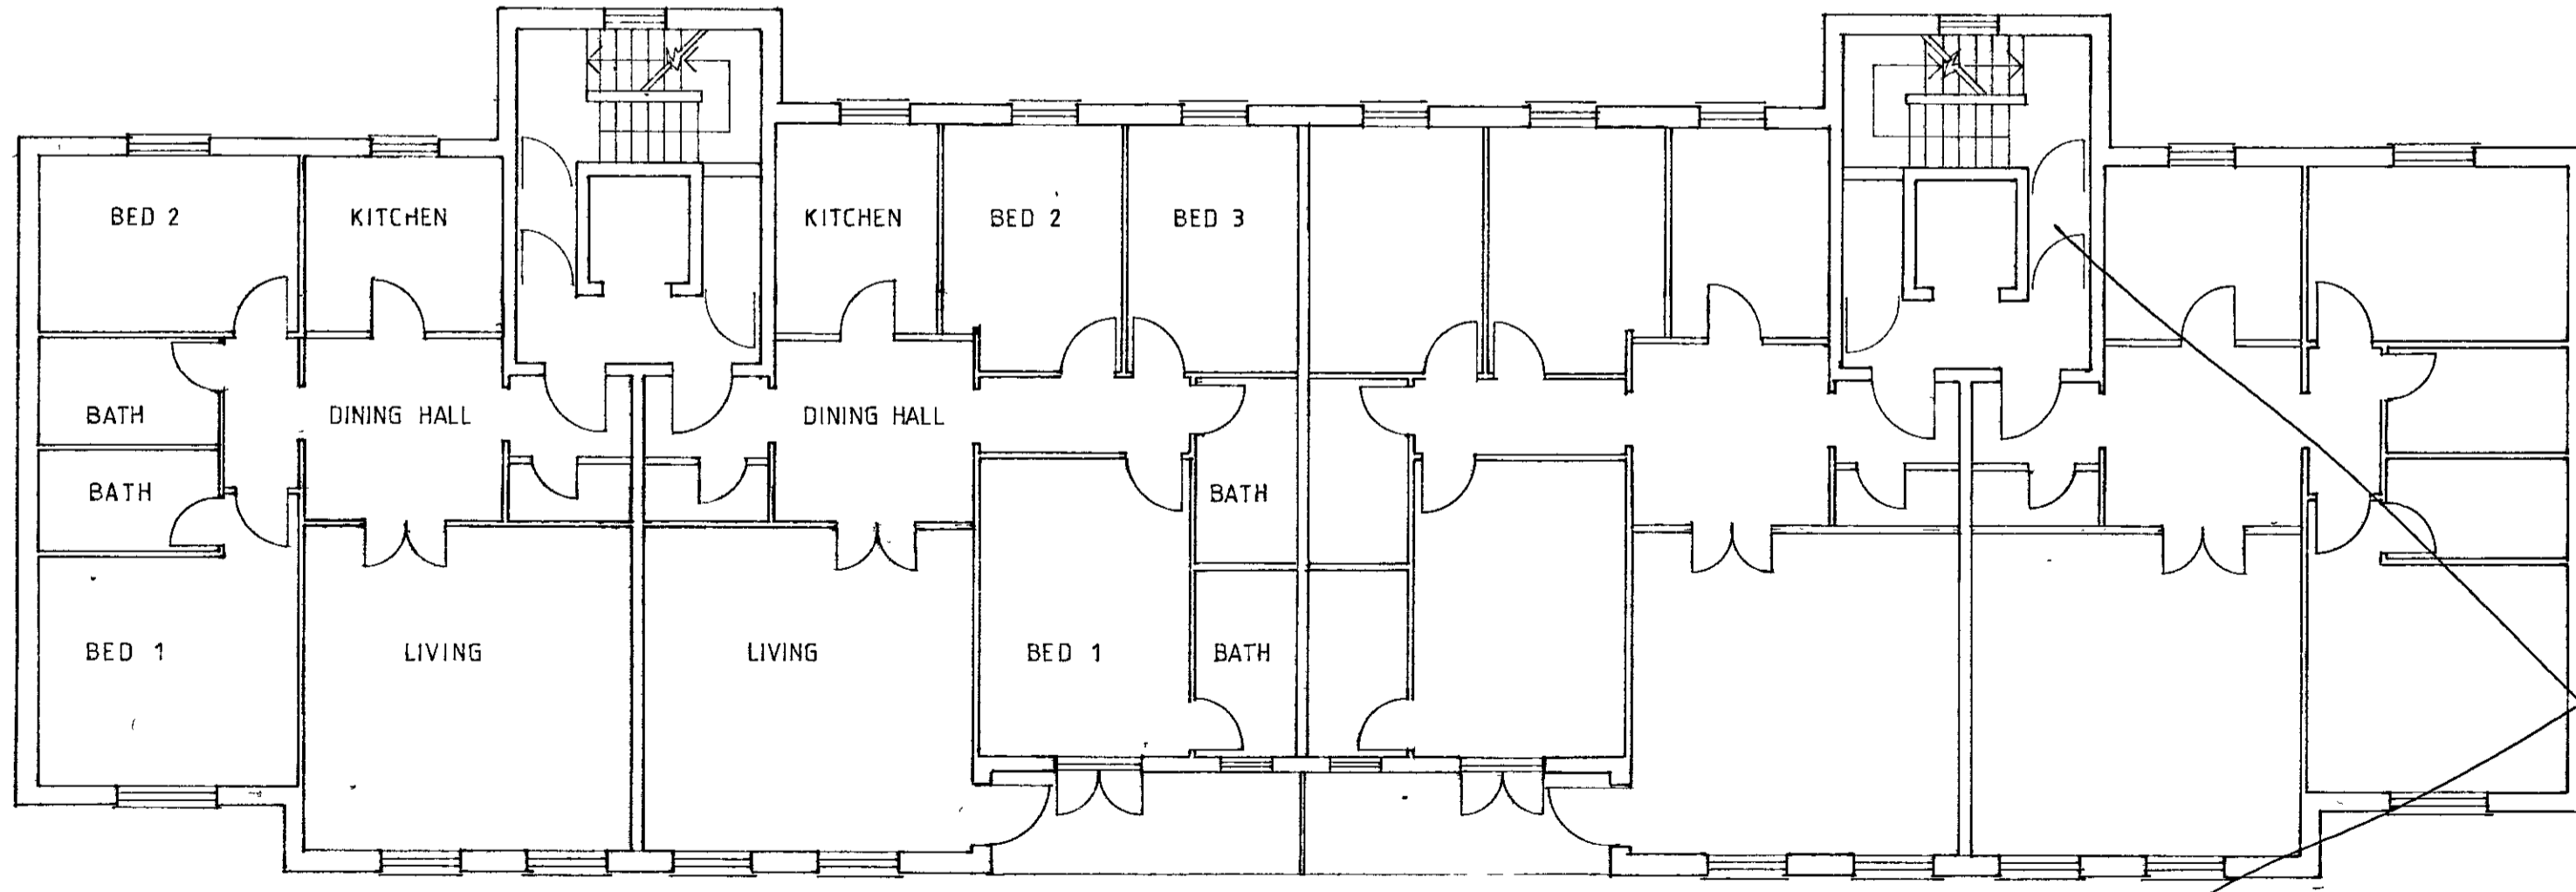 BED 2
KITCHEN
KITCHEN
BED 2
BED 3
BATH
DINING HALL
DINING HALL
BATH
BATH
BED 1
LIVING
LIVING
BED 1
BATH